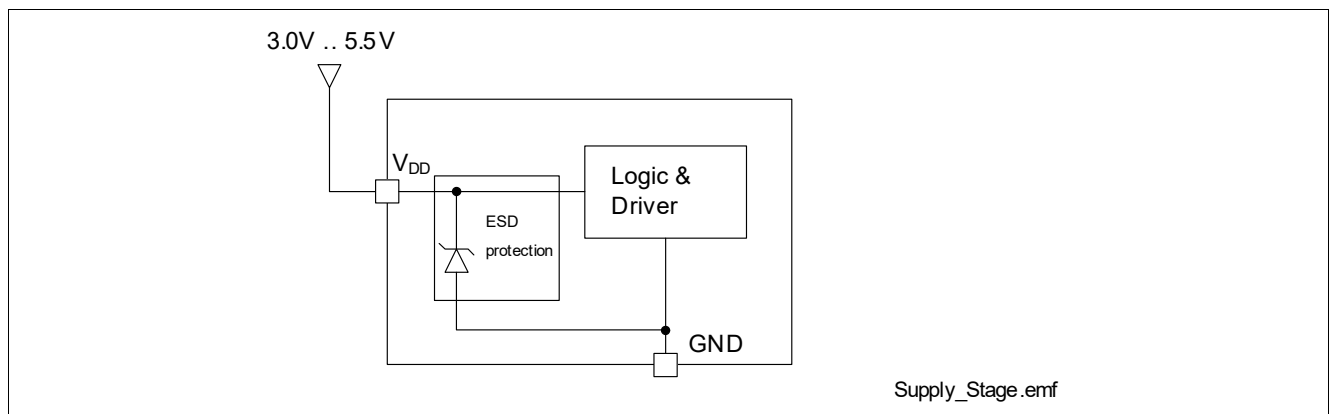 3.0V .. 5.5V
VDD
Logic &
Driver
ESD
protection
GND
Supply_Stage.emf